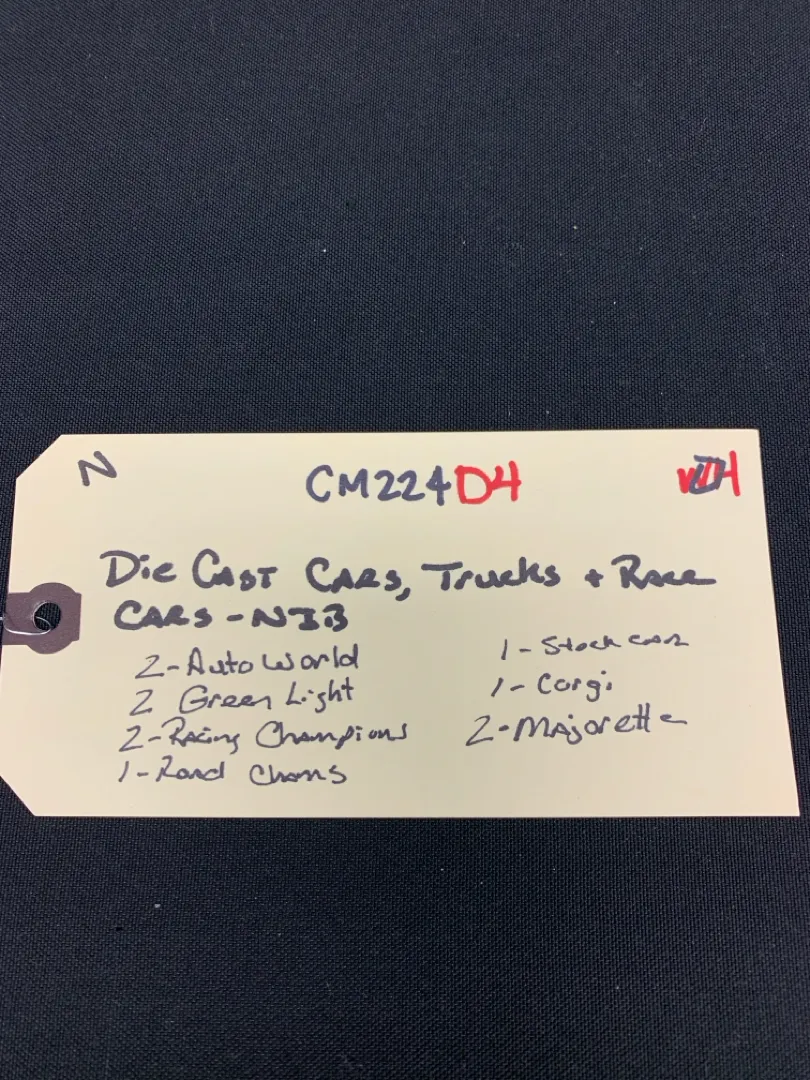 N
CM224D4
Die Cast Cars, Trucks + Race
Cars - NIB
2-Auto World
2 Green Light
2-Racing Champions
1-Road Champs
1-Stock car
1-Corgi
2-Majorette